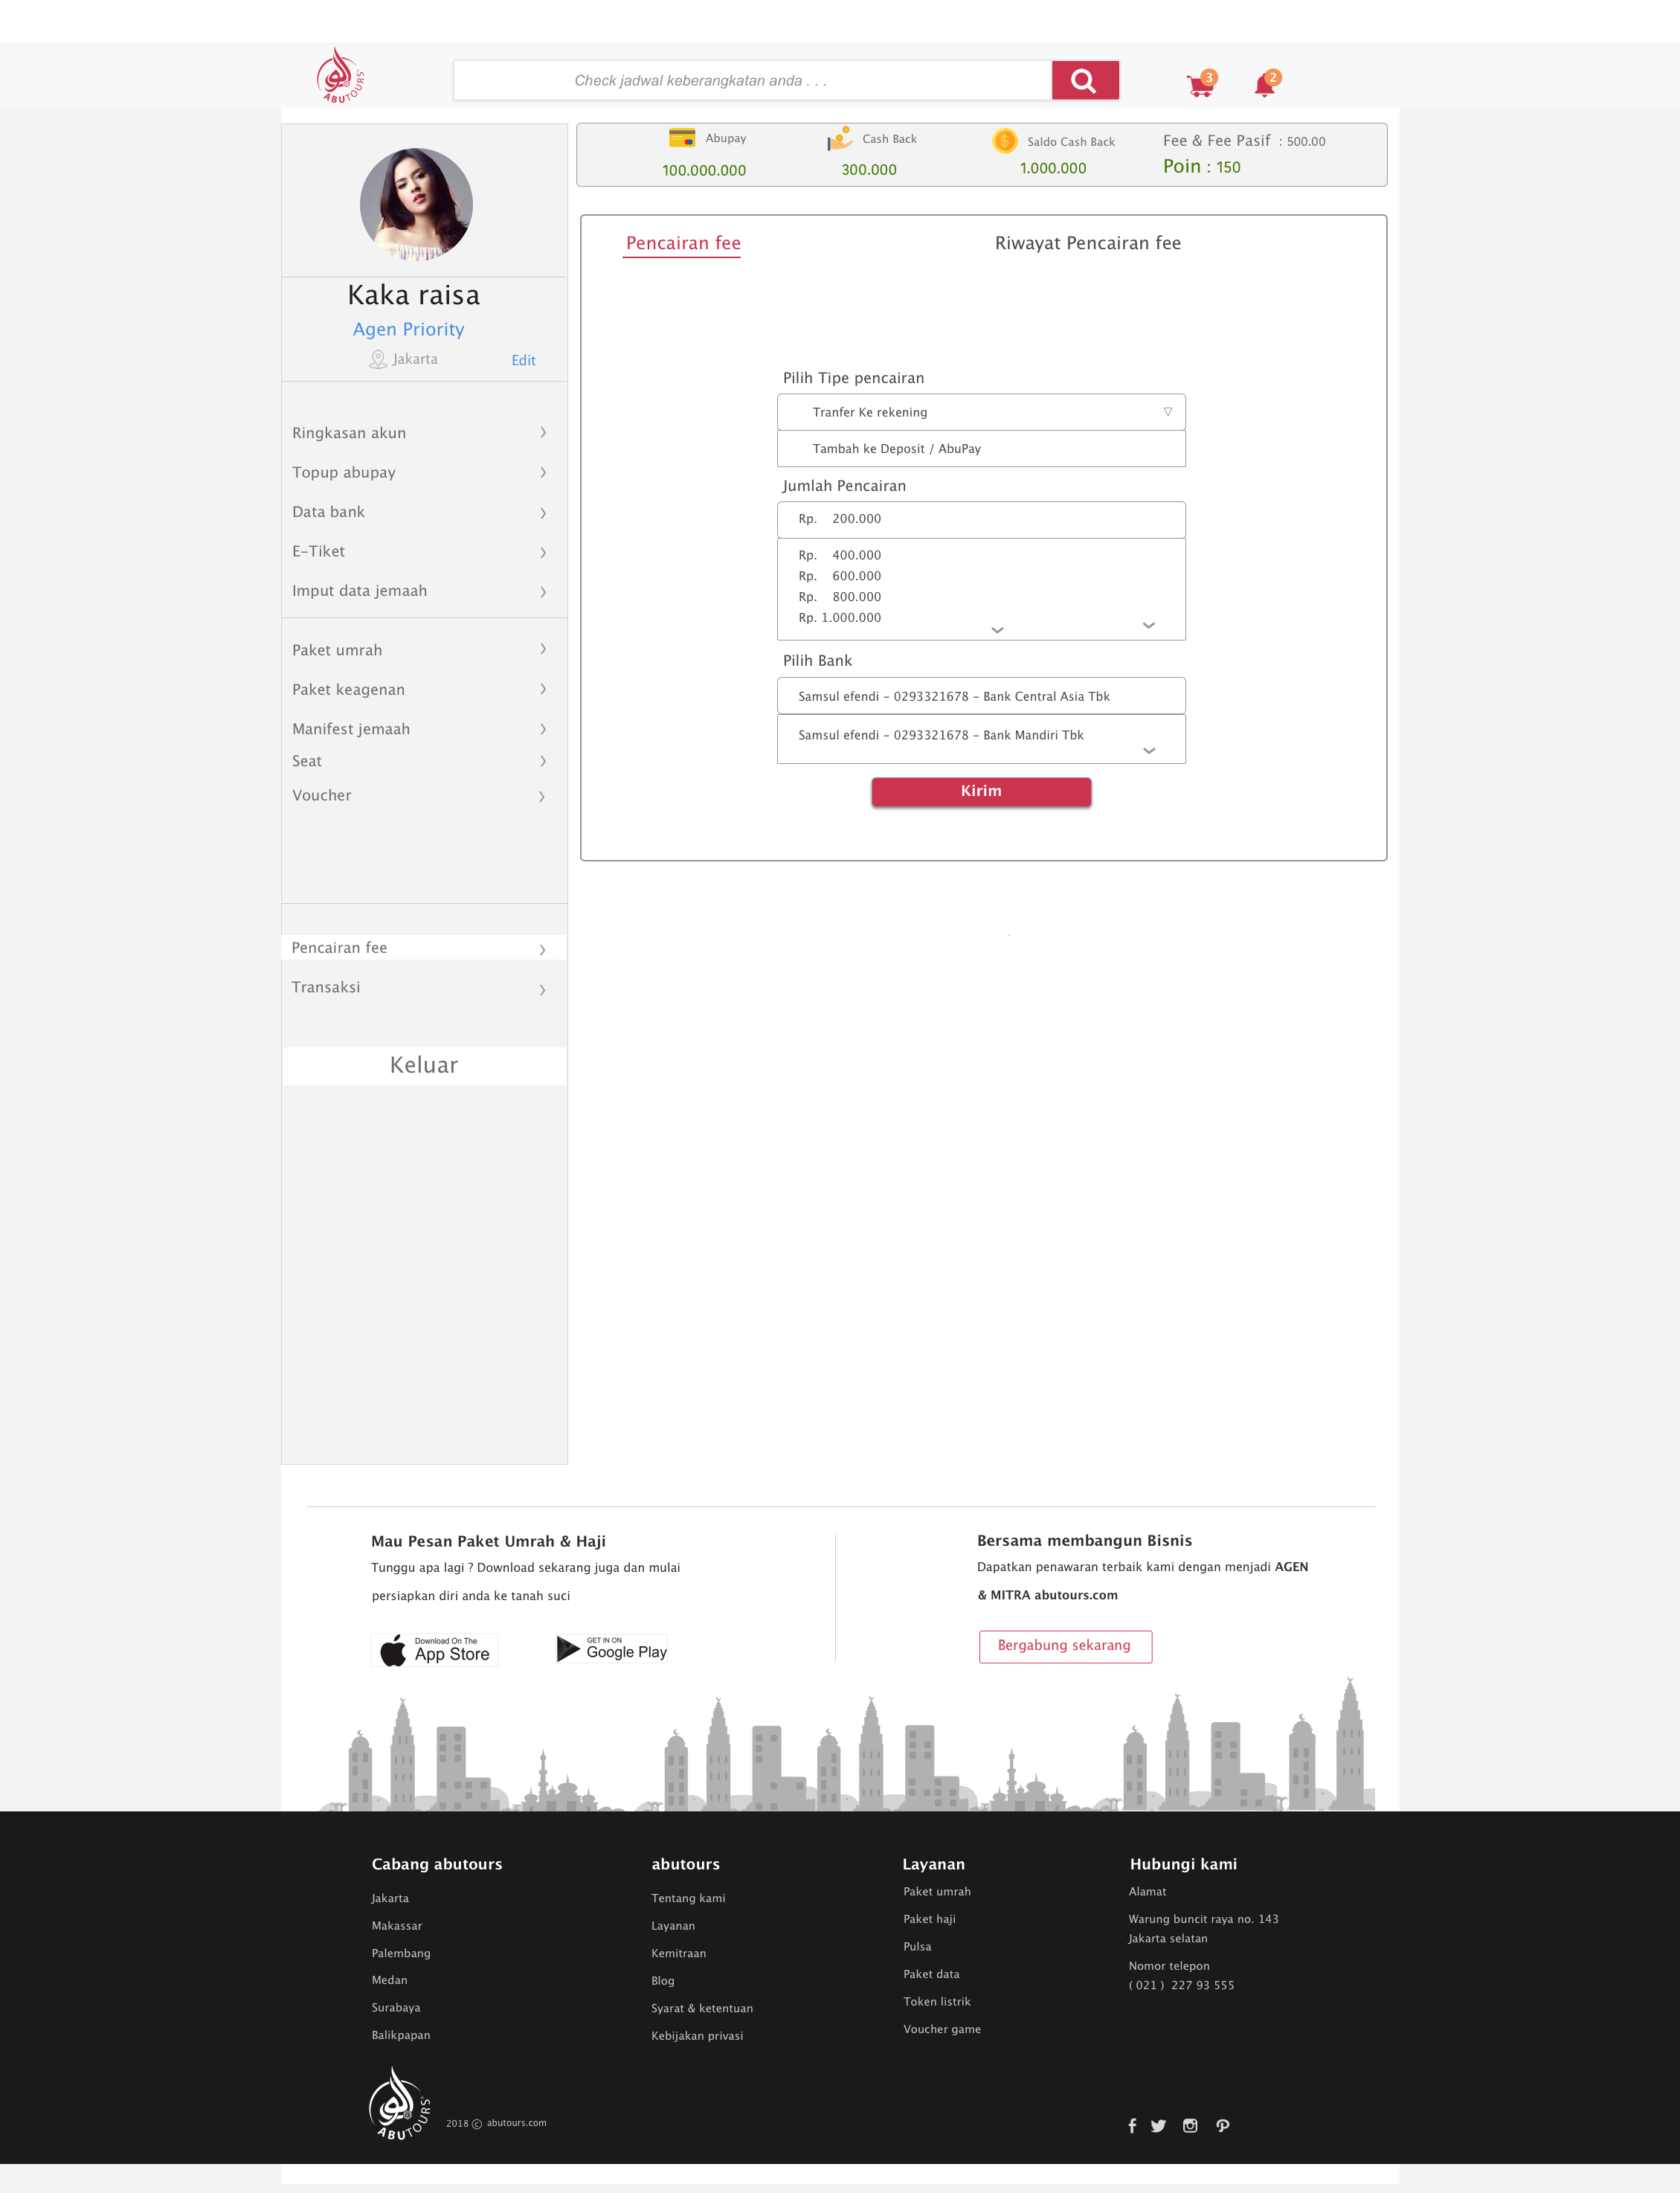 ABUTOURS
Check jadwal keberangkatan anda . . .
3
2
Abupay
100.000.000
Cash Back
300.000
Saldo Cash Back
1.000.000
Fee & Fee Pasif : 500.00
Poin : 150
Kaka raisa
Agen Priority
Jakarta
Edit
Ringkasan akun
Topup abupay
Data bank
E-Tiket
Imput data jemaah
Paket umrah
Paket keagenan
Manifest jemaah
Seat
Voucher
Pencairan fee
Transaksi
Keluar
Pencairan fee
Riwayat Pencairan fee
Pilih Tipe pencairan
Tranfer Ke rekening
Tambah ke Deposit / AbuPay
Jumlah Pencairan
Rp. 200.000
Rp. 400.000
Rp. 600.000
Rp. 800.000
Rp. 1.000.000
Pilih Bank
Samsul efendi - 0293321678 - Bank Central Asia Tbk
Samsul efendi - 0293321678 - Bank Mandiri Tbk
Kirim
Mau Pesan Paket Umrah & Haji
Tunggu apa lagi ? Download sekarang juga dan mulai
persiapkan diri anda ke tanah suci
Download On The
App Store
GET IN ON
Google Play
Bersama membangun Bisnis
Dapatkan penawaran terbaik kami dengan menjadi AGEN
& MITRA abutours.com
Bergabung sekarang
Cabang abutours
Jakarta
Makassar
Palembang
Medan
Surabaya
Balikpapan
abutours
Tentang kami
Layanan
Kemitraan
Blog
Syarat & ketentuan
Kebijakan privasi
Layanan
Paket umrah
Paket haji
Pulsa
Paket data
Token listrik
Voucher game
Hubungi kami
Alamat
Warung buncit raya no. 143
Jakarta selatan
Nomor telepon
( 021 ) 227 93 555
ABUTOURS
2018 © abutours.com